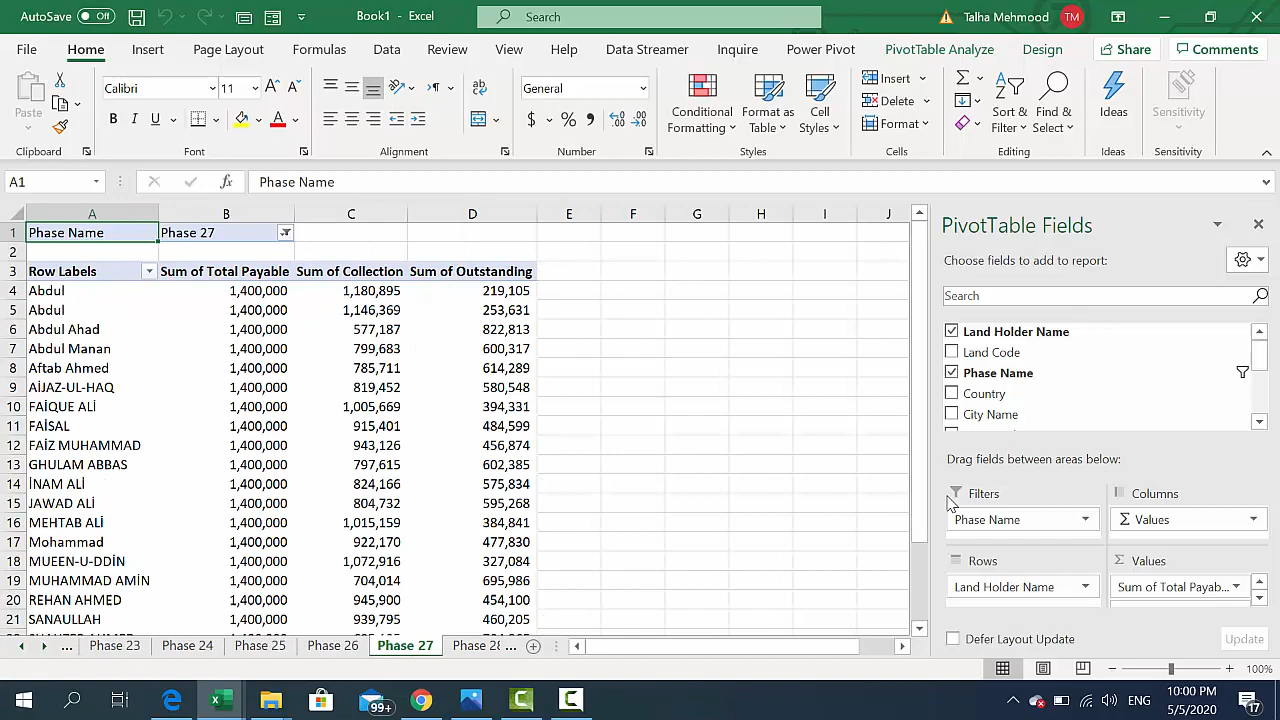 AutoSave Off Book1 - Excel Search Talha Mehmood TM
File Home Insert Page Layout Formulas Data Review View Help Data Streamer Inquire Power Pivot PivotTable Analyze Design Share Comments
Paste Calibri 11 General Conditional Formatting Format as Table Cell Styles Insert Delete Format Sort & Filter Find & Select Ideas Sensitivity
Clipboard Font Alignment Number Styles Cells Editing Ideas Sensitivity
A1 fx Phase Name
A B C D E F G H I J
1 Phase Name Phase 27
2
3 Row Labels Sum of Total Payable Sum of Collection Sum of Outstanding
4 Abdul 1,400,000 1,180,895 219,105
5 Abdul 1,400,000 1,146,369 253,631
6 Abdul Ahad 1,400,000 577,187 822,813
7 Abdul Manan 1,400,000 799,683 600,317
8 Aftab Ahmed 1,400,000 785,711 614,289
9 AİJAZ-UL-HAQ 1,400,000 819,452 580,548
10 FAİQUE ALİ 1,400,000 1,005,669 394,331
11 FAİSAL 1,400,000 915,401 484,599
12 FAİZ MUHAMMAD 1,400,000 943,126 456,874
13 GHULAM ABBAS 1,400,000 797,615 602,385
14 İNAM ALİ 1,400,000 824,166 575,834
15 JAWAD ALİ 1,400,000 804,732 595,268
16 MEHTAB ALİ 1,400,000 1,015,159 384,841
17 Mohammad 1,400,000 922,170 477,830
18 MUEEN-U-DDİN 1,400,000 1,072,916 327,084
19 MUHAMMAD AMİN 1,400,000 704,014 695,986
20 REHAN AHMED 1,400,000 945,900 454,100
21 SANAULLAH 1,400,000 939,795 460,205
... Phase 23 Phase 24 Phase 25 Phase 26 Phase 27 Phase 28 ...
PivotTable Fields
Choose fields to add to report:
Search
Land Holder Name
Land Code
Phase Name
Country
City Name
Drag fields between areas below:
Filters Columns
Phase Name Σ Values
Rows Σ Values
Land Holder Name Sum of Total Payab...
Defer Layout Update Update
100%
99+ ENG 10:00 PM
5/5/2020 17